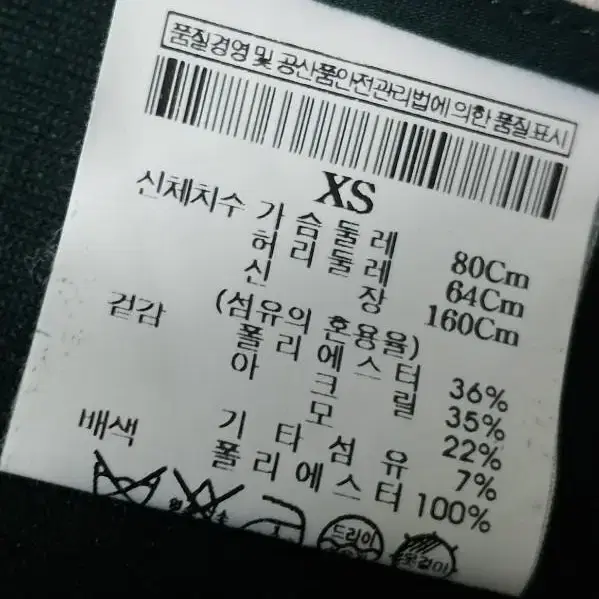 품질경영 및 공산품안전관리법에 의한 품질표시
XS
신체치수 가슴둘레 80Cm
허리둘레 64Cm
신장 160Cm
겉감 (섬유의 혼용율)
폴리에스터 36%
아크릴 35%
모 22%
기타섬유 7%
배색 폴리에스터 100%
드라이